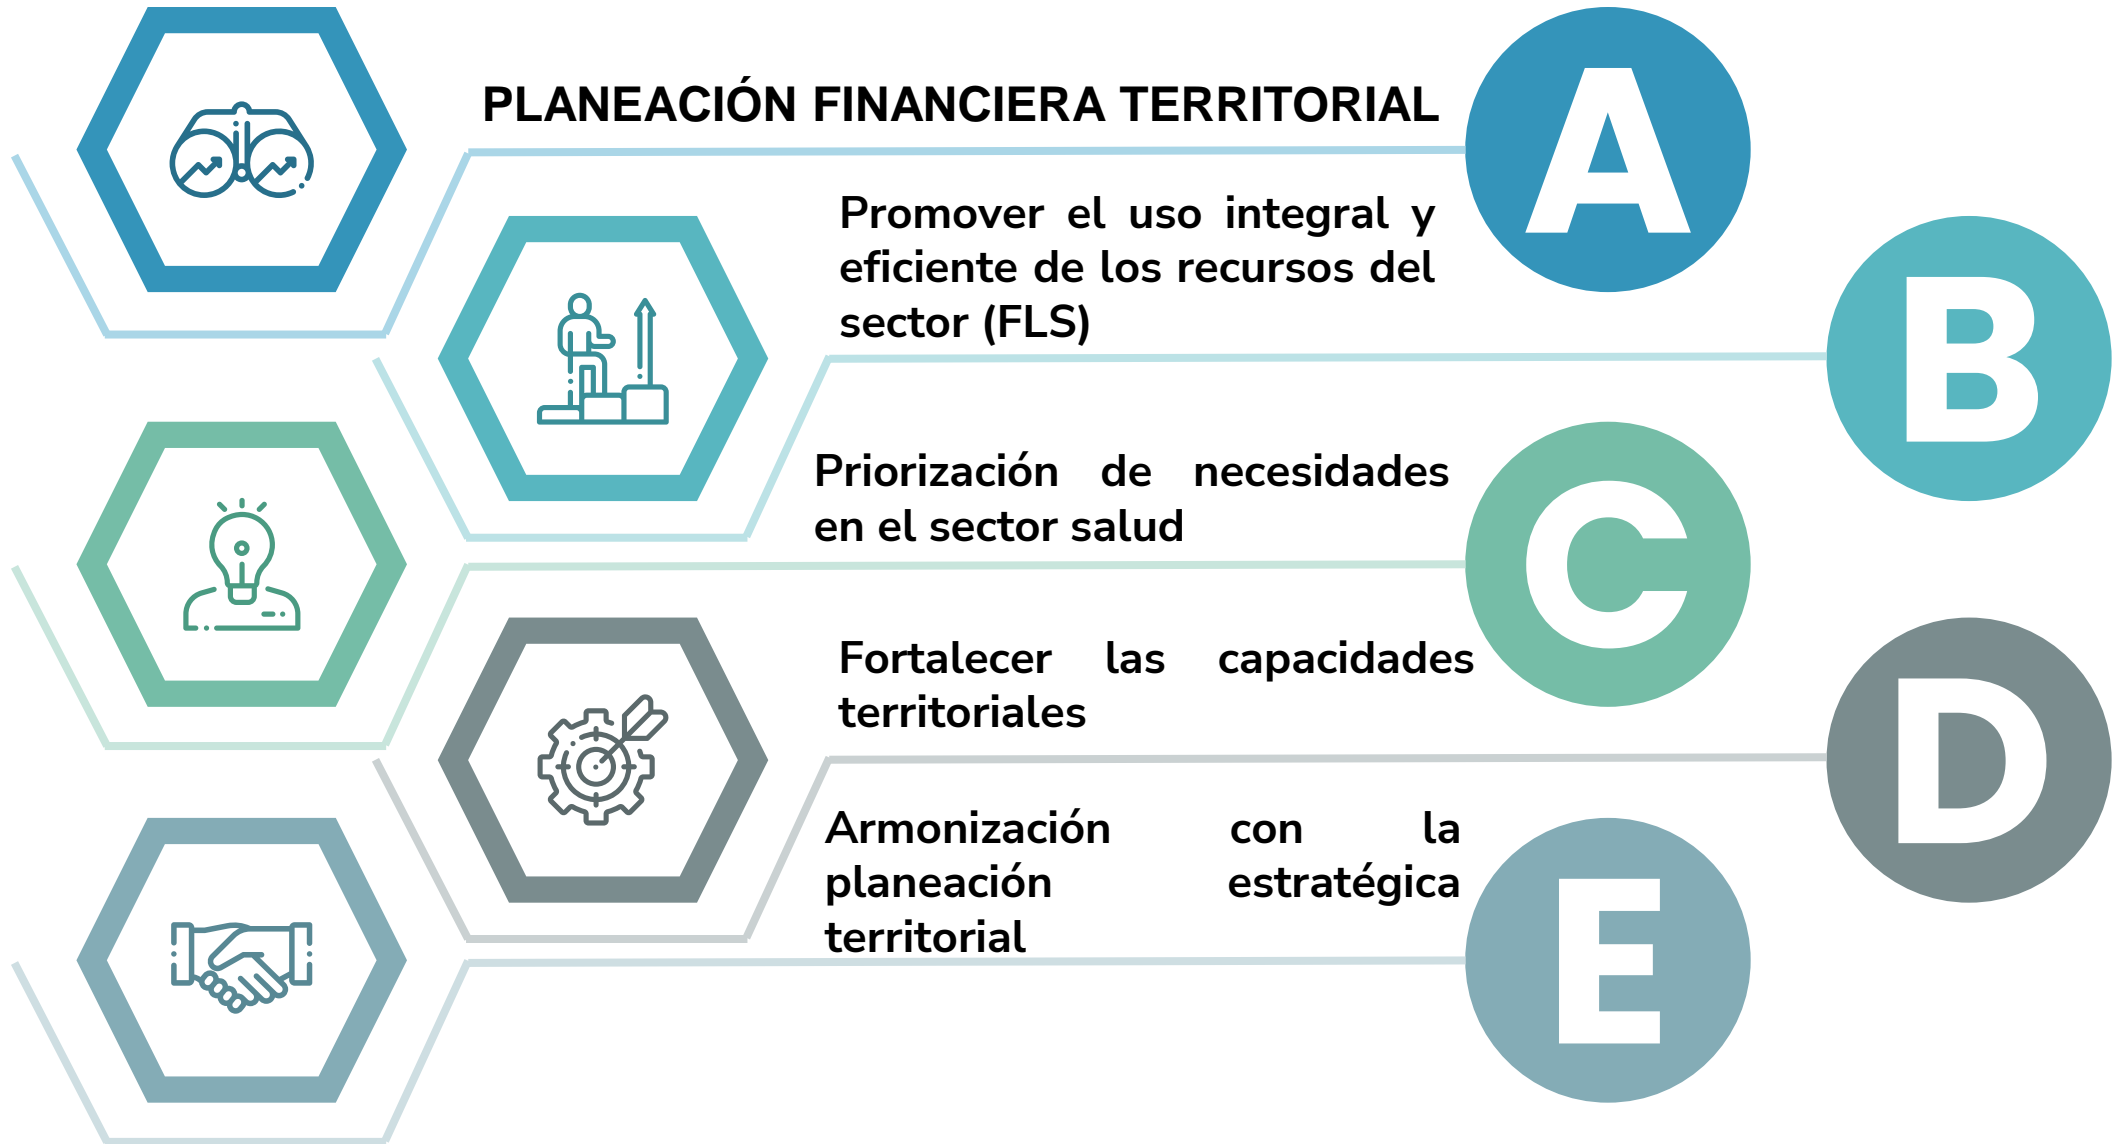 PLANEACIÓN FINANCIERA TERRITORIAL
A
Promover el uso integral y
eficiente de los recursos del
sector (FLS)
B
Priorización de necesidades
en el sector salud
C
Fortalecer las capacidades
territoriales
D
Armonización con la
planeación estratégica
territorial
E